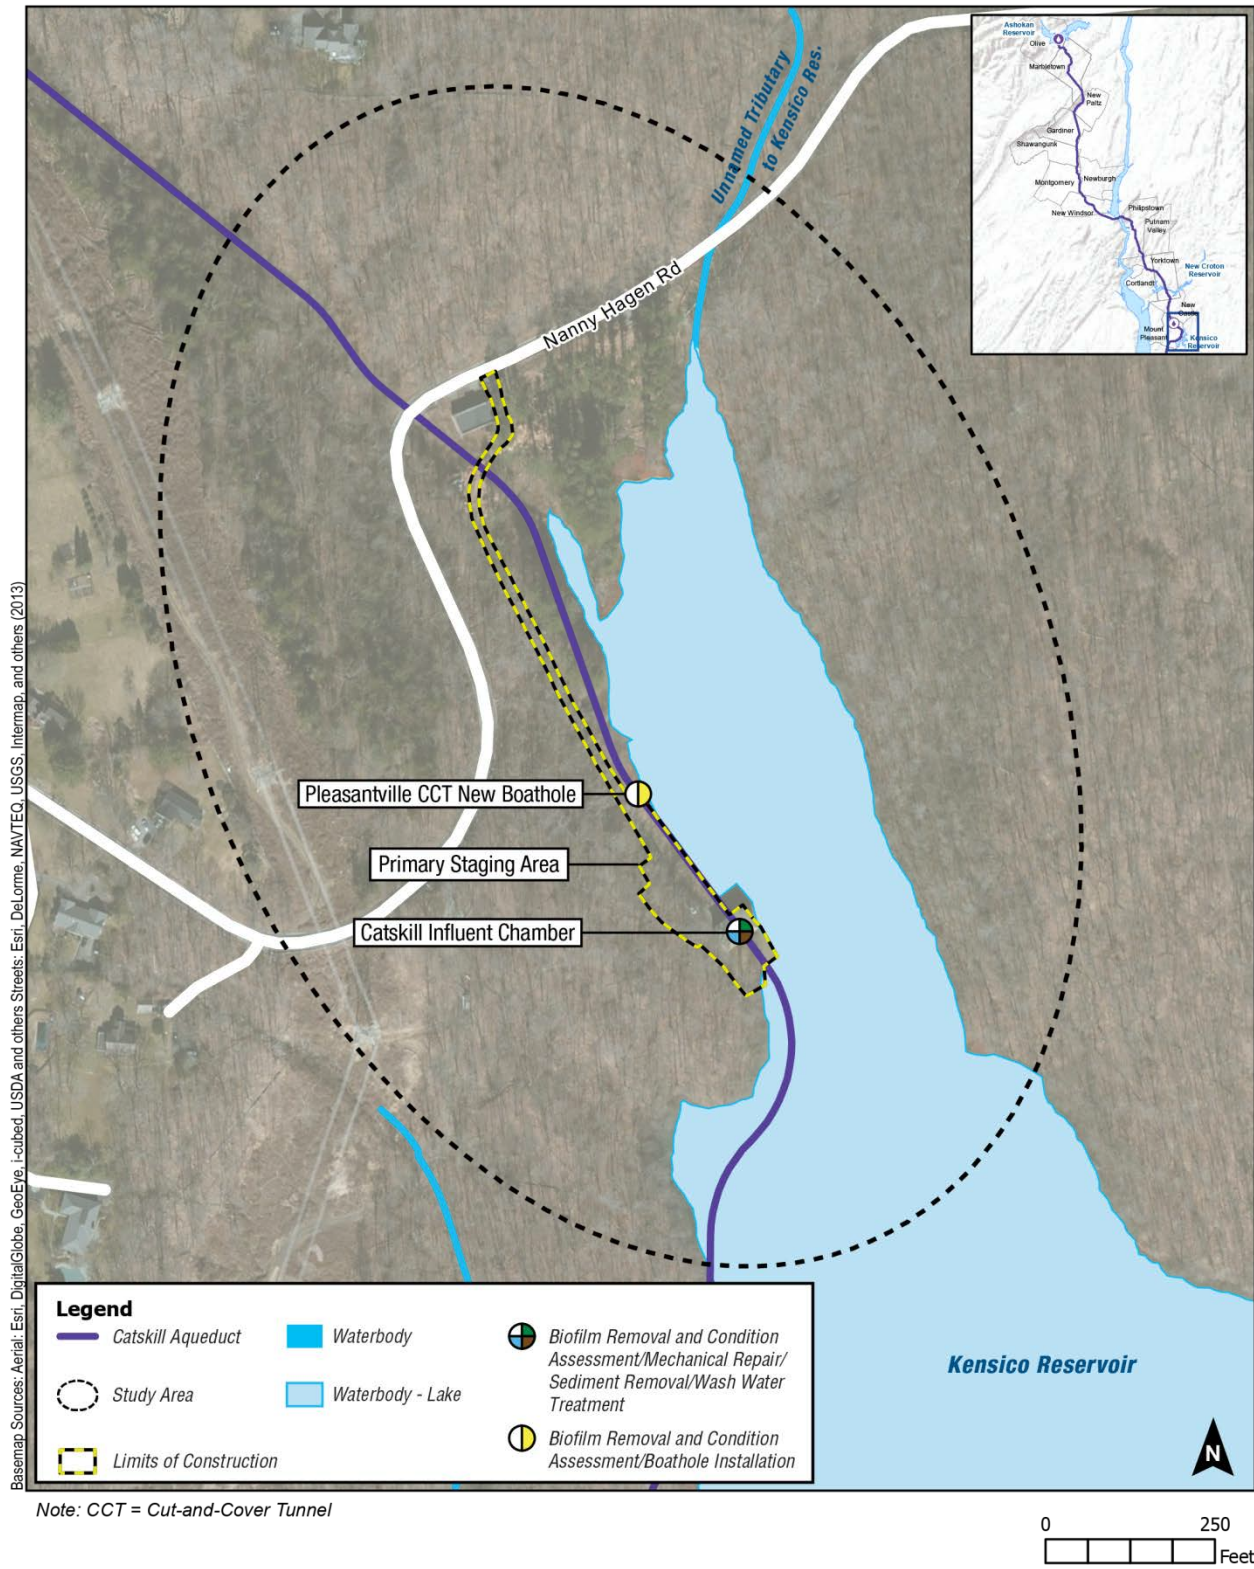 Ashokan
Reservoir
Olive
Marbletown
New
Paltz
Gardiner
Shawangunk
Montgomery
Newburgh
New Windsor
Philipstown
Putnam
Valley
Yorktown
New Croton
Reservoir
Cortlandt
New
Castle
Mount
Pleasant
Kensico
Reservoir
Unnamed Tributary
to Kensico Res.
Nanny Hagen Rd
Pleasantville CCT New Boathole
Primary Staging Area
Catskill Influent Chamber
Kensico Reservoir
N
Legend
Catskill Aqueduct
Study Area
Limits of Construction
Waterbody
Waterbody - Lake
Biofilm Removal and Condition
Assessment/Mechanical Repair/
Sediment Removal/Wash Water
Treatment
Biofilm Removal and Condition
Assessment/Boathole Installation
Basemap Sources: Aerial: Esri, DigitalGlobe, GeoEye, i-cubed, USDA and others Streets: Esri, DeLorme, NAVTEQ, USGS, Intermap, and others (2013)
Note: CCT = Cut-and-Cover Tunnel
0 250
Feet